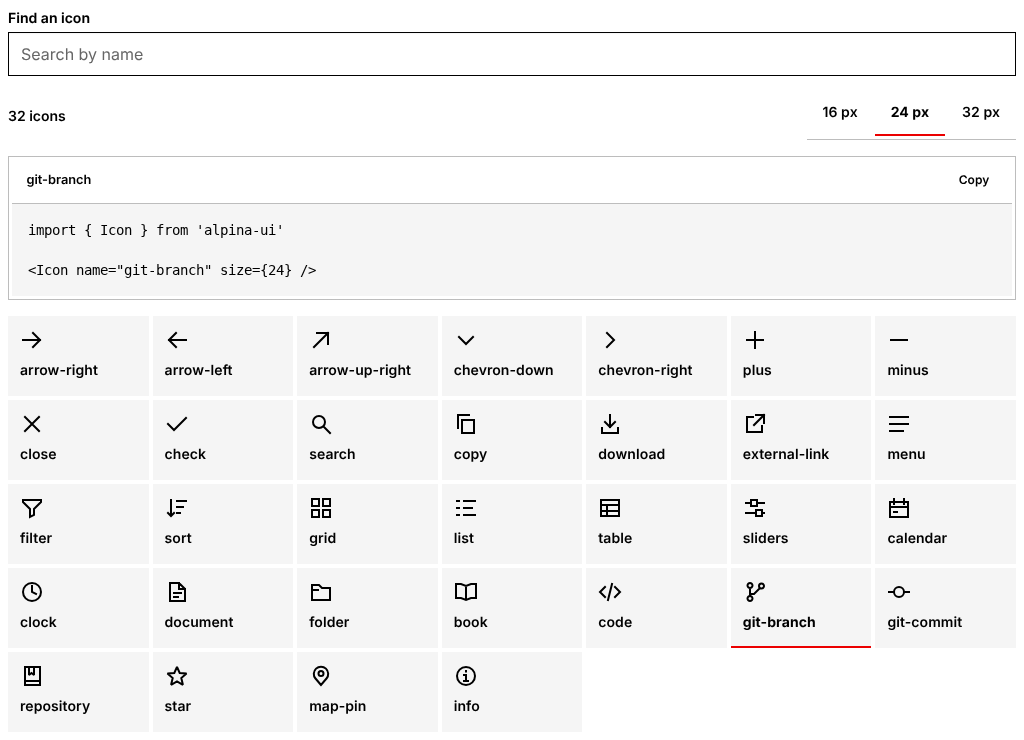 Find an icon
Search by name
32 icons
16 px 24 px 32 px
git-branch Copy
import { Icon } from 'alpina-ui'
<Icon name="git-branch" size={24} />
arrow-right arrow-left arrow-up-right chevron-down chevron-right plus minus
close check search copy download external-link menu
filter sort grid list table sliders calendar
clock document folder book code git-branch git-commit
repository star map-pin info